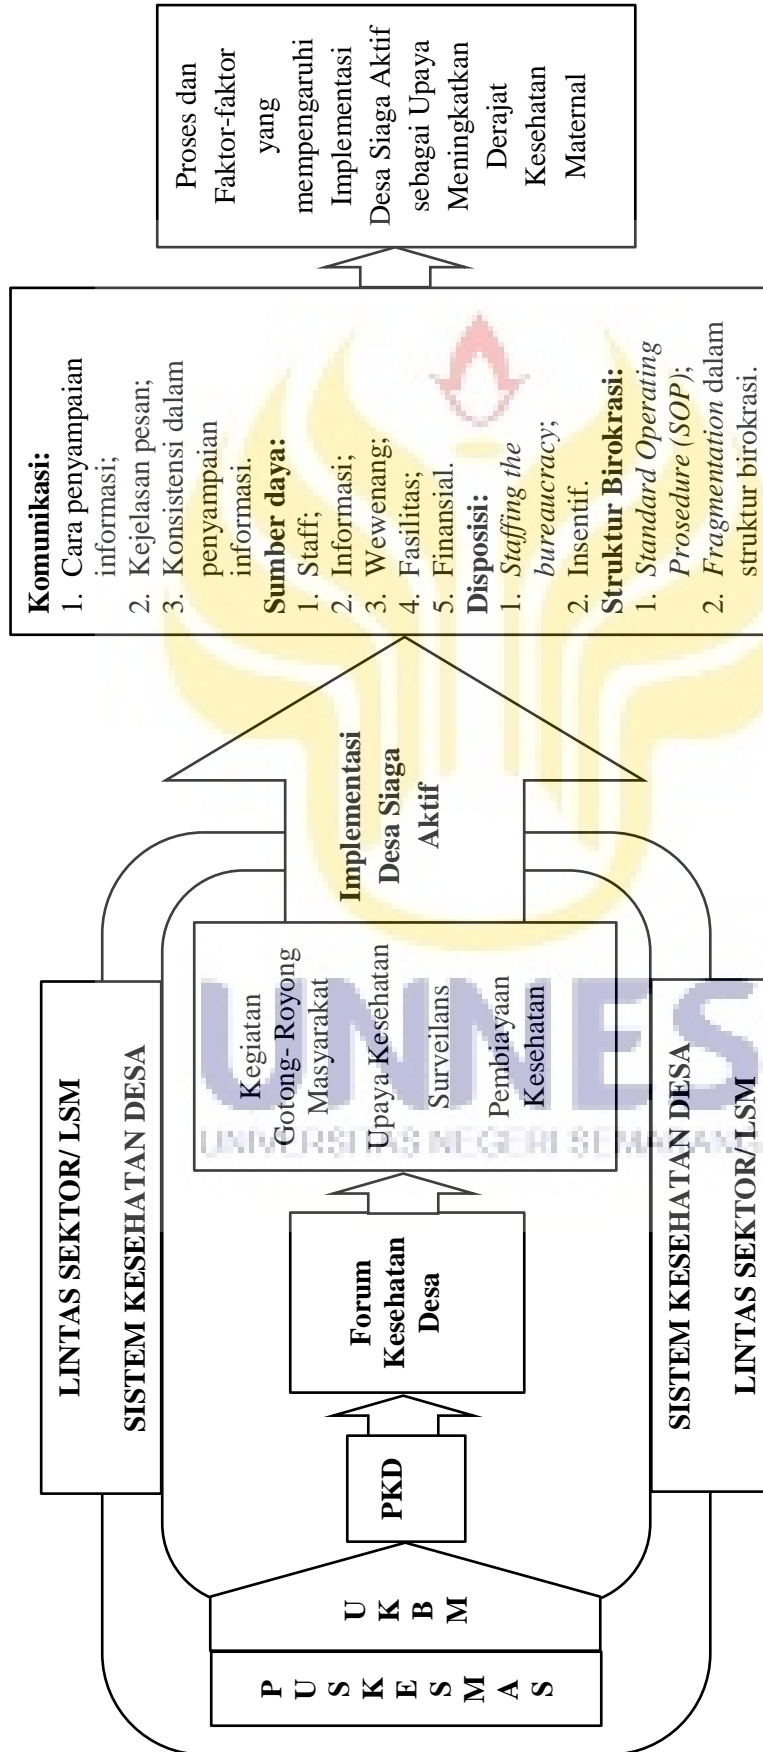 LINTAS SEKTOR/ LSM
SISTEM KESEHATAN DESA
P
U
S
K
E
S
M
A
S
U
K
B
M
PKD
Forum
Kesehatan
Desa
Kegiatan
Gotong- Royong
Masyarakat
Upaya Kesehatan
Surveilans
Pembiayaan
Kesehatan
Implementasi
Desa Siaga
Aktif
SISTEM KESEHATAN DESA
LINTAS SEKTOR/ LSM
Komunikasi:
1. Cara penyampaian
informasi;
2. Kejelasan pesan;
3. Konsistensi dalam
penyampaian
informasi.
Sumber daya:
1. Staff;
2. Informasi;
3. Wewenang;
4. Fasilitas;
5. Finansial.
Disposisi:
1. Staffing the
bureaucracy;
2. Insentif.
Struktur Birokrasi:
1. Standard Operating
Prosedure (SOP);
2. Fragmentation dalam
struktur birokrasi.
Proses dan
Faktor-faktor
yang
mempengaruhi
Implementasi
Desa Siaga Aktif
sebagai Upaya
Meningkatkan
Derajat
Kesehatan
Maternal
UNNES
UNIVERSITAS NEGERI SEMARANG